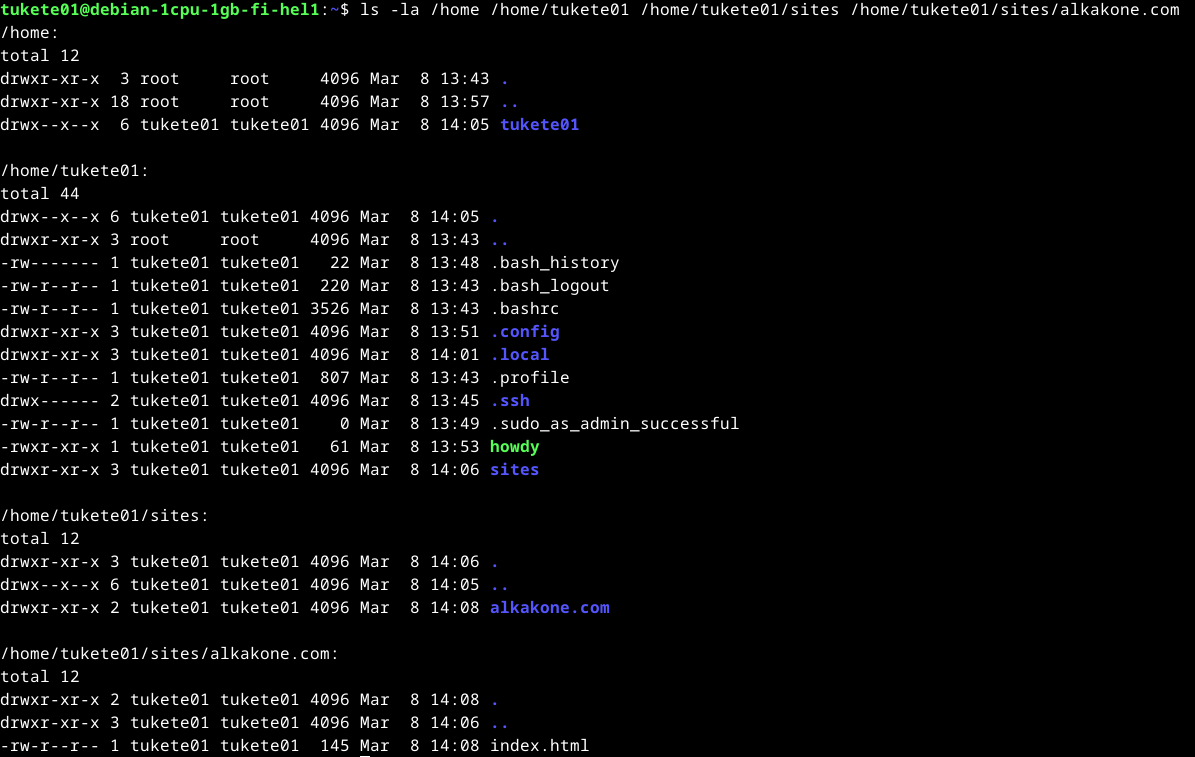 tukete01@debian-1cpu-1gb-fi-hel1:~$ ls -la /home /home/tukete01 /home/tukete01/sites /home/tukete01/sites/alkakone.com
/home:
total 12
drwxr-xr-x  3 root     root     4096 Mar  8 13:43 .
drwxr-xr-x 18 root     root     4096 Mar  8 13:57 ..
drwx--x--x  6 tukete01 tukete01 4096 Mar  8 14:05 tukete01

/home/tukete01:
total 44
drwx--x--x 6 tukete01 tukete01 4096 Mar  8 14:05 .
drwxr-xr-x 3 root     root     4096 Mar  8 13:43 ..
-rw------- 1 tukete01 tukete01   22 Mar  8 13:48 .bash_history
-rw-r--r-- 1 tukete01 tukete01  220 Mar  8 13:43 .bash_logout
-rw-r--r-- 1 tukete01 tukete01 3526 Mar  8 13:43 .bashrc
drwxr-xr-x 3 tukete01 tukete01 4096 Mar  8 13:51 .config
drwxr-xr-x 3 tukete01 tukete01 4096 Mar  8 14:01 .local
-rw-r--r-- 1 tukete01 tukete01  807 Mar  8 13:43 .profile
drwx------ 2 tukete01 tukete01 4096 Mar  8 13:45 .ssh
-rw-r--r-- 1 tukete01 tukete01    0 Mar  8 13:49 .sudo_as_admin_successful
-rwxr-xr-x 1 tukete01 tukete01   61 Mar  8 13:53 howdy
drwxr-xr-x 3 tukete01 tukete01 4096 Mar  8 14:06 sites

/home/tukete01/sites:
total 12
drwxr-xr-x 3 tukete01 tukete01 4096 Mar  8 14:06 .
drwx--x--x 6 tukete01 tukete01 4096 Mar  8 14:05 ..
drwxr-xr-x 2 tukete01 tukete01 4096 Mar  8 14:08 alkakone.com

/home/tukete01/sites/alkakone.com:
total 12
drwxr-xr-x 2 tukete01 tukete01 4096 Mar  8 14:08 .
drwxr-xr-x 3 tukete01 tukete01 4096 Mar  8 14:06 ..
-rw-r--r-- 1 tukete01 tukete01  145 Mar  8 14:08 index.html